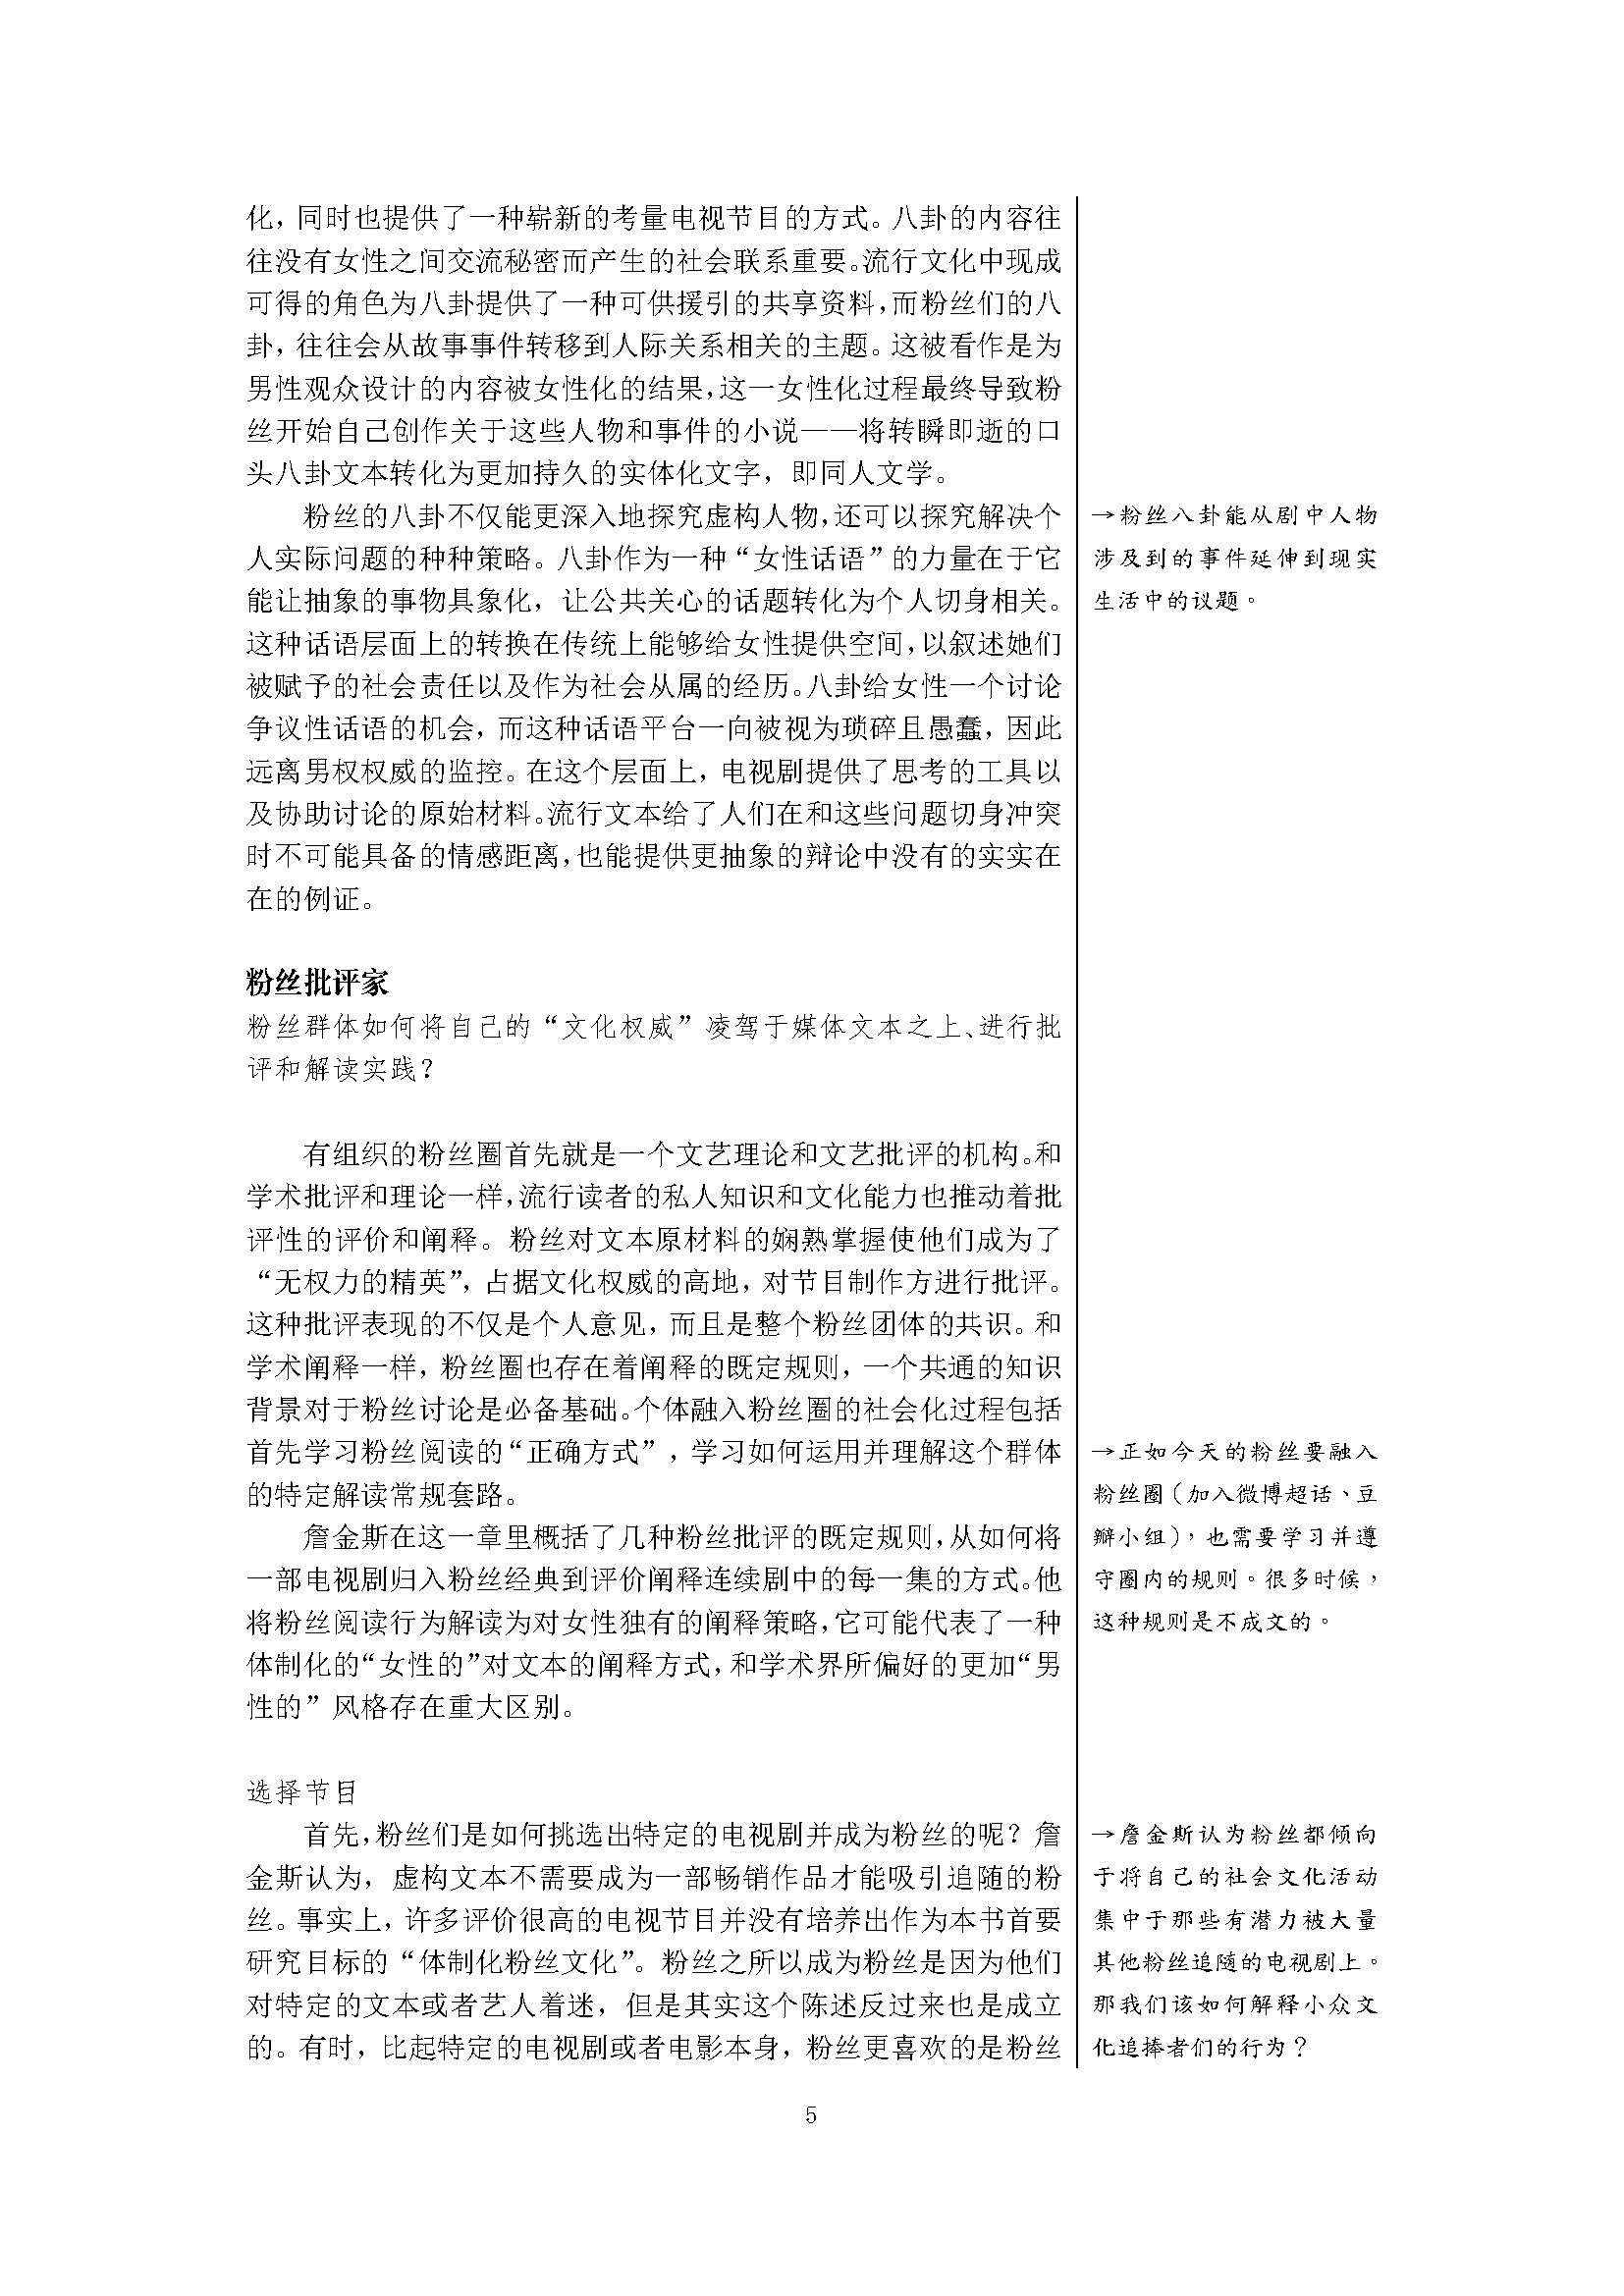 化，同时也提供了一种崭新的考量电视节目的方式。八卦的内容往
往没有女性之间交流秘密而产生的社会联系重要。流行文化中现成
可得的角色为八卦提供了一种可供援引的共享资料，而粉丝们的八
卦，往往会从故事事件转移到人际关系相关的主题。这被看作是为
男性观众设计的内容被女性化的结果，这一女性化过程最终导致粉
丝开始自己创作关于这些人物和事件的小说——将转瞬即逝的口
头八卦文本转化为更加持久的实体化文字，即同人文学。
粉丝的八卦不仅能更深入地探究虚构人物，还可以探究解决个
人实际问题的种种策略。八卦作为一种“女性话语”的力量在于它
能让抽象的事物具象化，让公共关心的话题转化为个人切身相关。
这种话语层面上的转换在传统上能够给女性提供空间，以叙述她们
被赋予的社会责任以及作为社会从属的经历。八卦给女性一个讨论
争议性话语的机会，而这种话语平台一向被视为琐碎且愚蠢，因此
远离男权权威的监控。在这个层面上，电视剧提供了思考的工具以
及协助讨论的原始材料。流行文本给了人们在和这些问题切身冲突
时不可能具备的情感距离，也能提供更抽象的辩论中没有的实实在
在的例证。
→粉丝八卦能从剧中人物
涉及到的事件延伸到现实
生活中的议题。
粉丝批评家
粉丝群体如何将自己的“文化权威”凌驾于媒体文本之上、进行批
评和解读实践？
有组织的粉丝圈首先就是一个文艺理论和文艺批评的机构。和
学术批评和理论一样，流行读者的私人知识和文化能力也推动着批
评性的评价和阐释。粉丝对文本原材料的娴熟掌握使他们成为了
“无权力的精英”，占据文化权威的高地，对节目制作方进行批评。
这种批评表现的不仅是个人意见，而且是整个粉丝团体的共识。和
学术阐释一样，粉丝圈也存在着阐释的既定规则，一个共通的知识
背景对于粉丝讨论是必备基础。个体融入粉丝圈的社会化过程包括
首先学习粉丝阅读的“正确方式”，学习如何运用并理解这个群体
的特定解读常规套路。
詹金斯在这一章里概括了几种粉丝批评的既定规则，从如何将
一部电视剧归入粉丝经典到评价阐释连续剧中的每一集的方式。他
将粉丝阅读行为解读为对女性独有的阐释策略，它可能代表了一种
体制化的“女性的”对文本的阐释方式，和学术界所偏好的更加“男
性的”风格存在重大区别。
→正如今天的粉丝要融入
粉丝圈（加入微博超话、豆
瓣小组），也需要学习并遵
守圈内的规则。很多时候，
这种规则是不成文的。
选择节目
首先，粉丝们是如何挑选出特定的电视剧并成为粉丝的呢？詹
金斯认为，虚构文本不需要成为一部畅销作品才能吸引追随的粉
丝。事实上，许多评价很高的电视节目并没有培养出作为本书首要
研究目标的“体制化粉丝文化”。粉丝之所以成为粉丝是因为他们
对特定的文本或者艺人着迷，但是其实这个陈述反过来也是成立
的。有时，比起特定的电视剧或者电影本身，粉丝更喜欢的是粉丝
→詹金斯认为粉丝都倾向
于将自己的社会文化活动
集中于那些有潜力被大量
其他粉丝追随的电视剧上。
那我们该如何解释小众文
化追捧者们的行为？
5